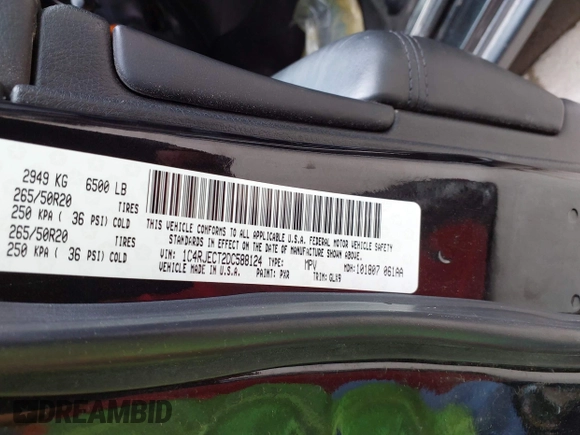 2949 KG 6500 LB
265/50R20 TIRES
250 KPA ( 36 PSI) COLD
265/50R20 TIRES
250 KPA ( 36 PSI) COLD
THIS VEHICLE CONFORMS TO ALL APPLICABLE U.S.A. FEDERAL MOTOR VEHICLE SAFETY
STANDARDS IN EFFECT ON THE DATE OF MANUFACTURE SHOWN ABOVE.
VIN: 1C4RJECT2DC588124 TYPE: MPV MDH: 101807 061AA
VEHICLE MADE IN U.S.A. PAINT: PXR TRIM: GLX9
DREAMBID